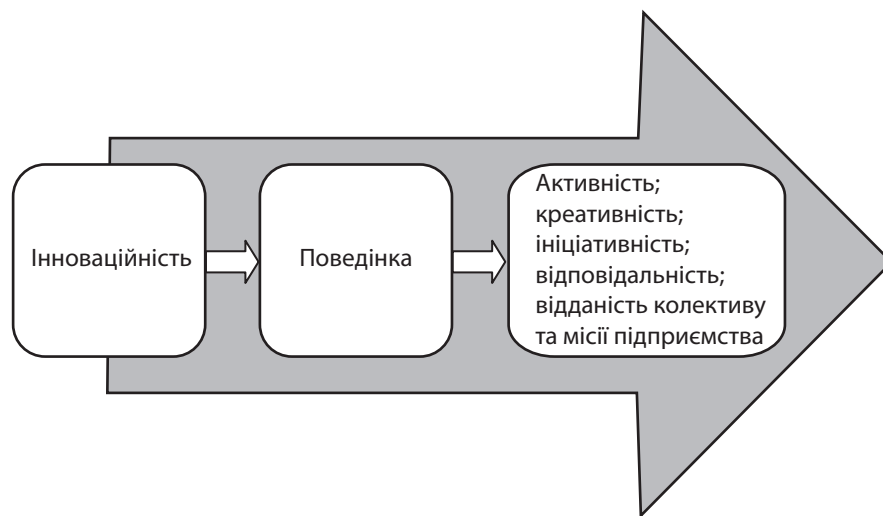 Інноваційність
Поведінка
Активність;
креативність;
ініціативність;
відповідальність;
відданість колективу
та місії підприємства